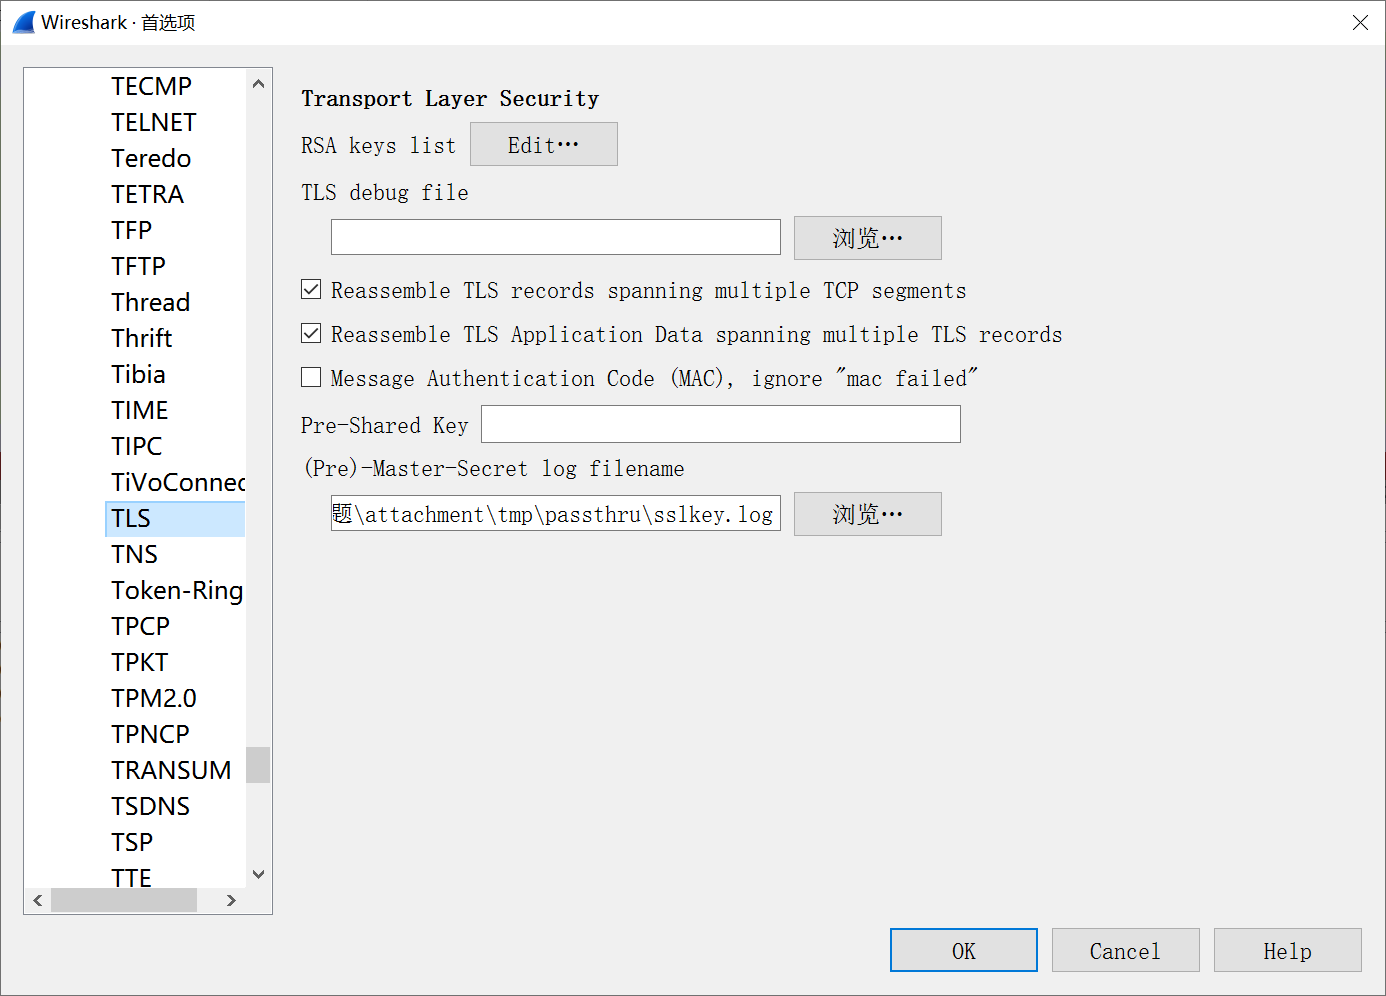 Wireshark · 首选项
TECMP
TELNET
Teredo
TETRA
TFP
TFTP
Thread
Thrift
Tibia
TIME
TIPC
TiVoConnec
TLS
TNS
Token-Ring
TPCP
TPKT
TPM2.0
TPNCP
TRANSUM
TSDNS
TSP
TTE
Transport Layer Security
RSA keys list Edit…
TLS debug file
浏览…
Reassemble TLS records spanning multiple TCP segments
Reassemble TLS Application Data spanning multiple TLS records
Message Authentication Code (MAC), ignore "mac failed"
Pre-Shared Key
(Pre)-Master-Secret log filename
题\attachment\tmp\passthru\sslkey.log 浏览…
OK Cancel Help